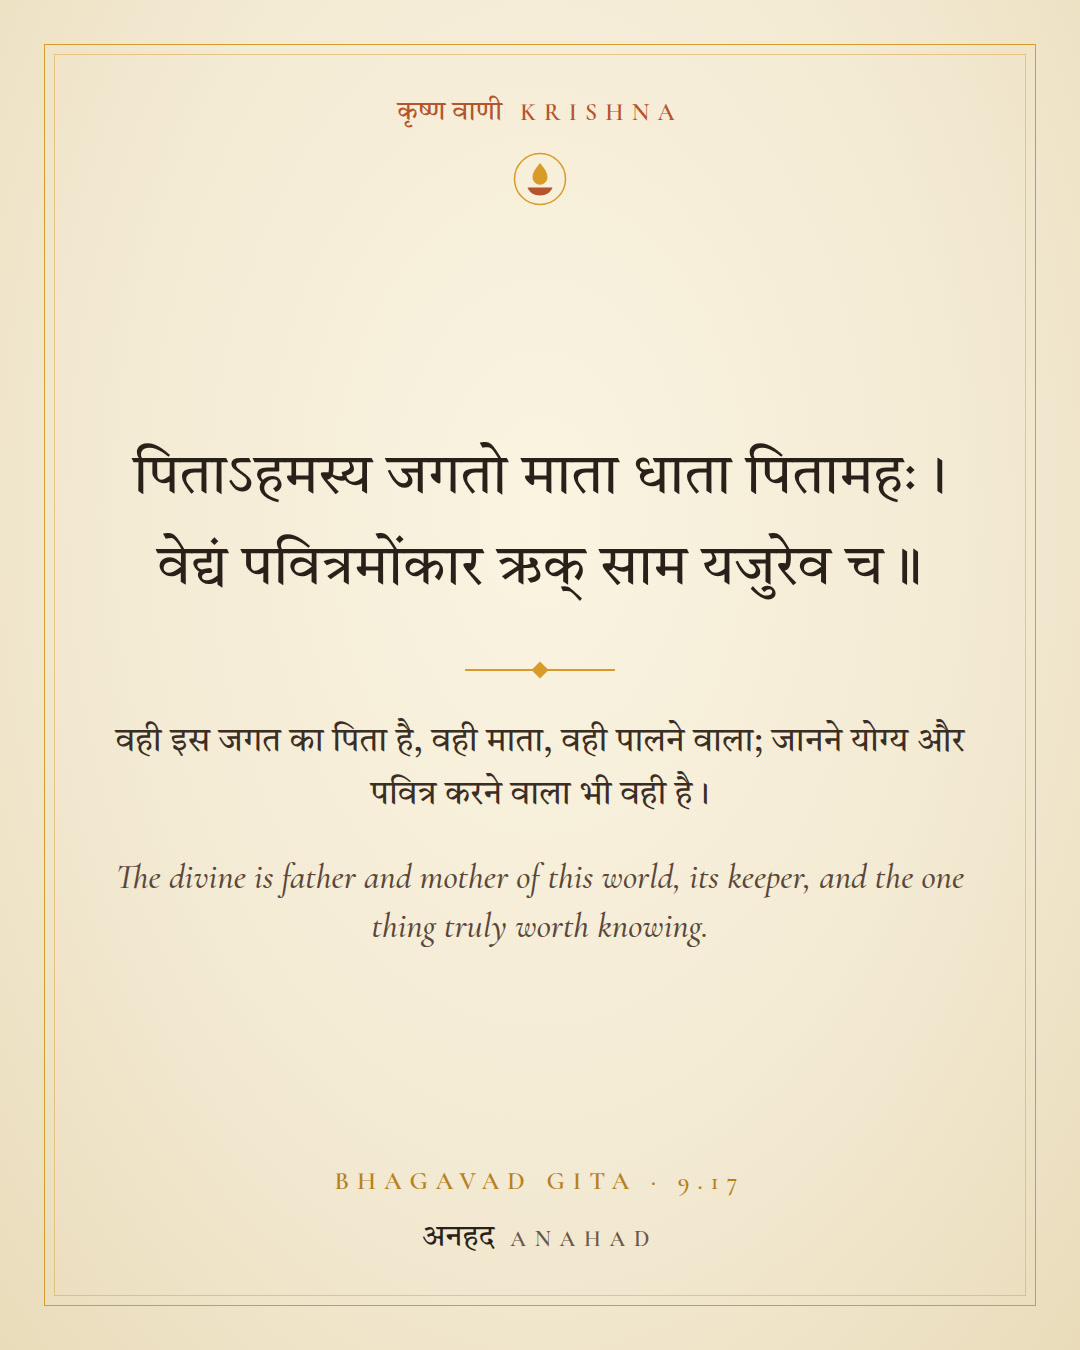 कृष्ण वाणी KRISHNA
पिताऽहमस्य जगतो माता धाता पितामहः।
वेद्यं पवित्रमोंकार ऋक् साम यजुरेव च॥
वही इस जगत का पिता है, वही माता, वही पालने वाला; जानने योग्य और
पवित्र करने वाला भी वही है।
The divine is father and mother of this world, its keeper, and the one
thing truly worth knowing.
BHAGAVAD GITA · 9.17
अनहद ANAHAD